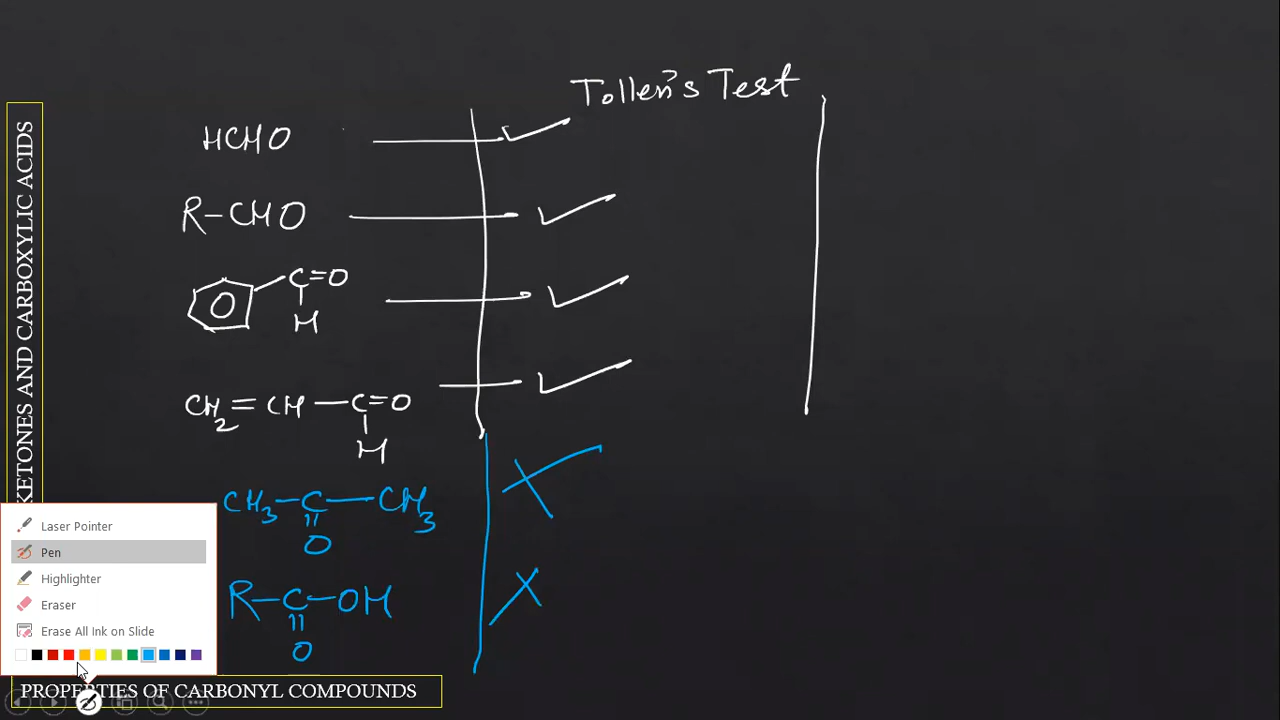 Tollen's Test
HCHO
R-CHO
C=O
H
CH2=CH-C=O
H
CH3-C-CH3
O
R-C-OH
O
KETONES AND CARBOXYLIC ACIDS
Laser Pointer
Pen
Highlighter
Eraser
Erase All Ink on Slide
PROPERTIES OF CARBONYL COMPOUNDS